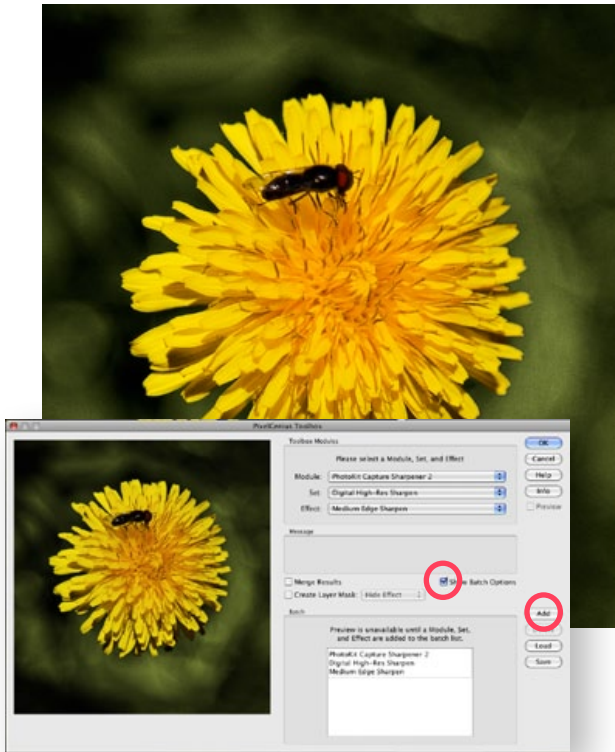 PixelGenius Toolbox
Toolbox Modules
Please select a Module, Set, and Effect
Module: PhotoKit Capture Sharpener 2
Set: Digital High-Res Sharpen
Effect: Medium Edge Sharpen
OK
Cancel
Help
Info
Preview
Message
Merge Results
Show Batch Options
Create Layer Mask: Hide Effect
Batch
Preview is unavailable until a Module, Set,
and Effect are added to the batch list.
PhotoKit Capture Sharpener 2
Digital High-Res Sharpen
Medium Edge Sharpen
Add
Load
Save